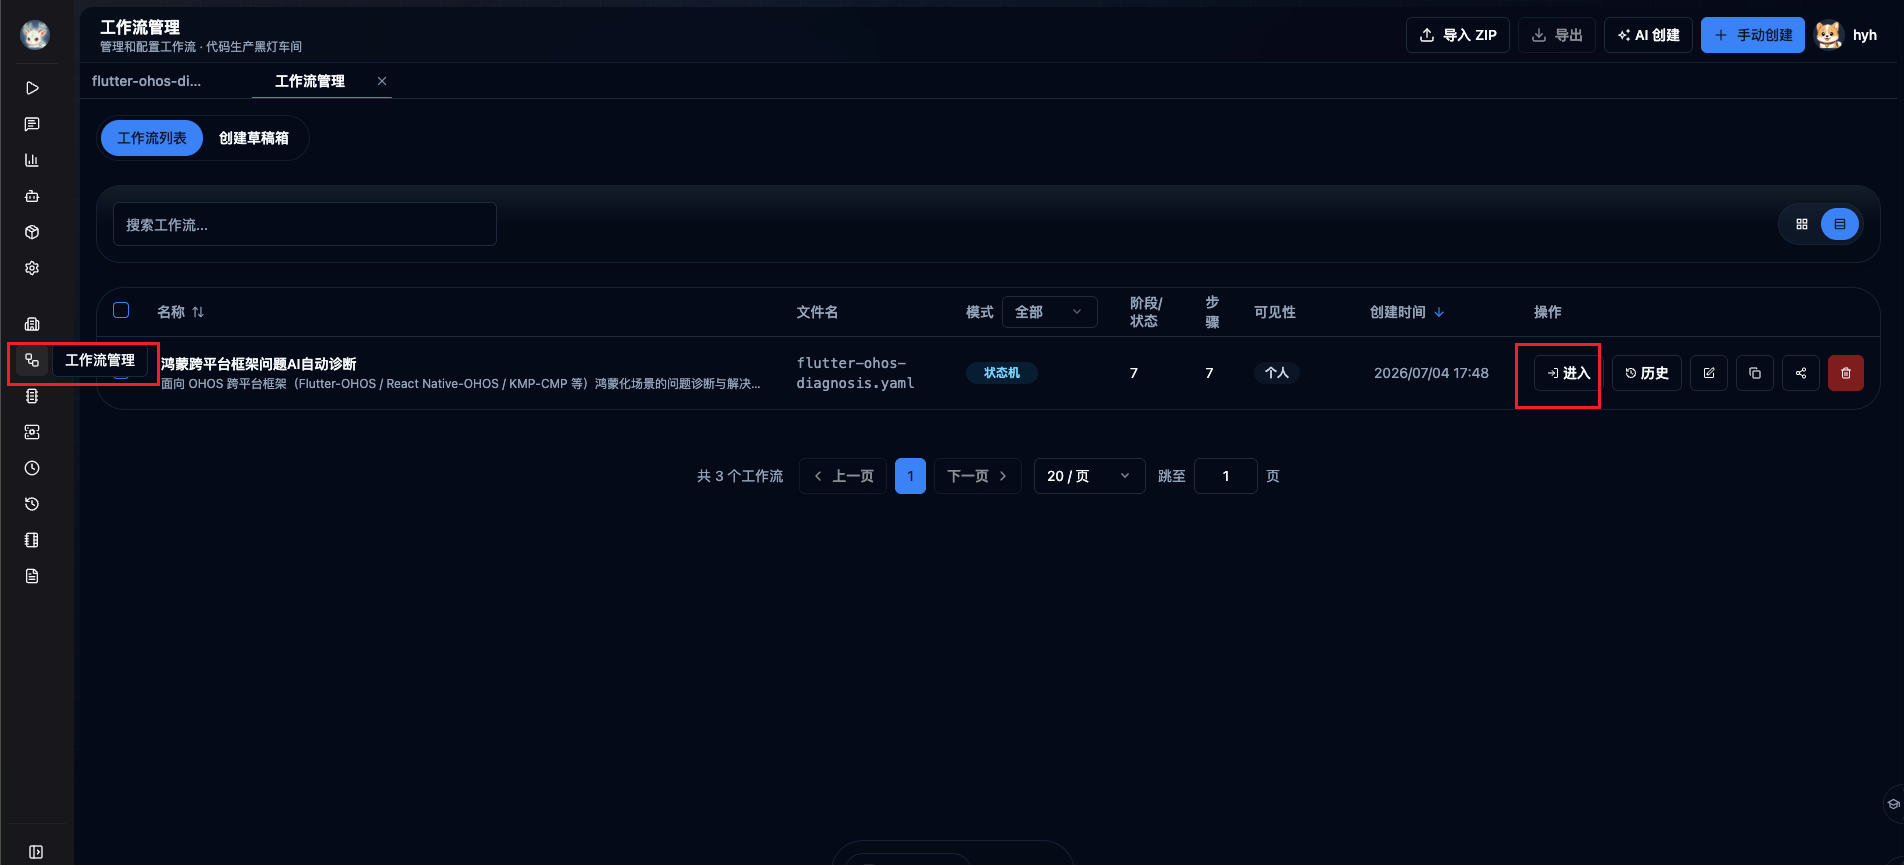 工作流管理
管理和配置工作流 · 代码生产黑灯车间
导入 ZIP
导出
AI 创建
手动创建
hyh
flutter-ohos-di...
工作流管理
工作流列表
创建草稿箱
搜索工作流...
名称
文件名
模式
全部
阶段/
状态
步
骤
可见性
创建时间
操作
工作流管理
鸿蒙跨平台框架问题AI自动诊断
面向 OHOS 跨平台框架（Flutter-OHOS / React Native-OHOS / KMP-CMP 等）鸿蒙化场景的问题诊断与解决...
flutter-ohos-
diagnosis.yaml
状态机
7
7
个人
2026/07/04 17:48
进入
历史
共 3 个工作流
上一页
1
下一页
20 / 页
跳至
1
页